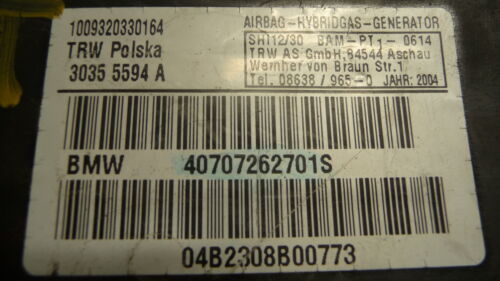 1009320330164
TRW Polska
3035 5594 A
AIRBAG-HYBRIDGAS-GENERATOR
SHI12/30 BAM-PT1-0614
TRW AS GmbH, 84544 Aschau
Wernher von Braun Str.1
Tel. 08638 / 965-0 JAHR: 2004
BMW 40707262701S
04B2308B00773